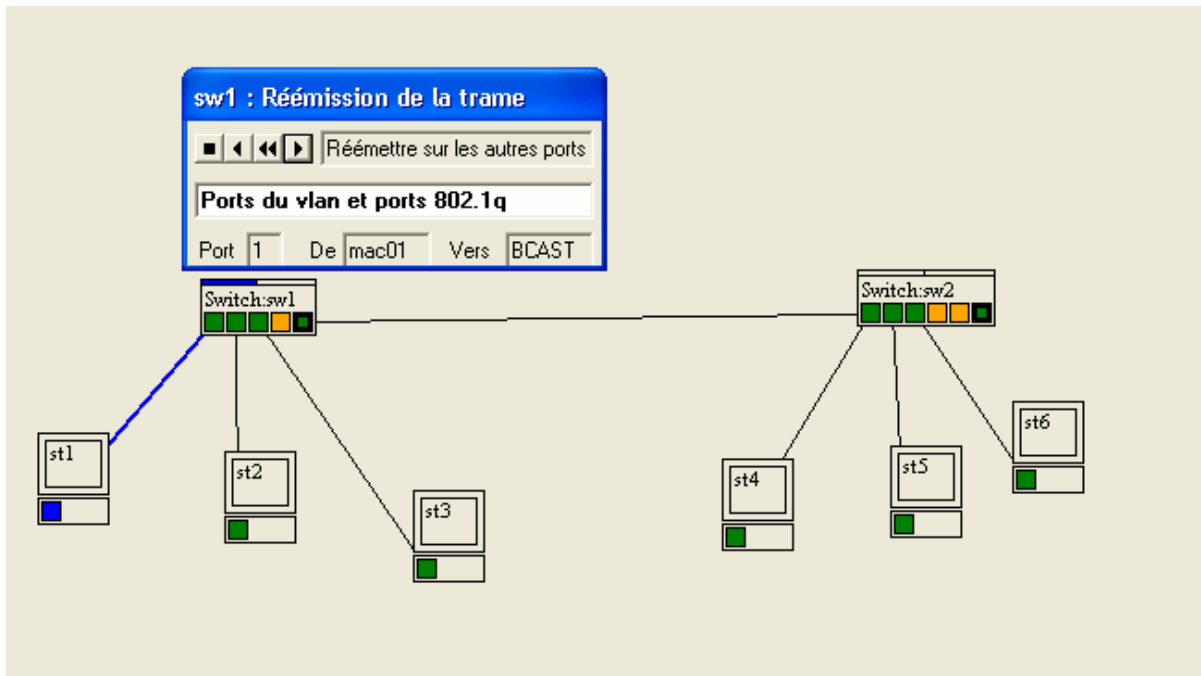 sw1 : Réémission de la trame
Réémettre sur les autres ports
Ports du vlan et ports 802.1q
Port 1 De mac01 Vers BCAST
Switch:sw1
Switch:sw2
st1
st2
st3
st4
st5
st6